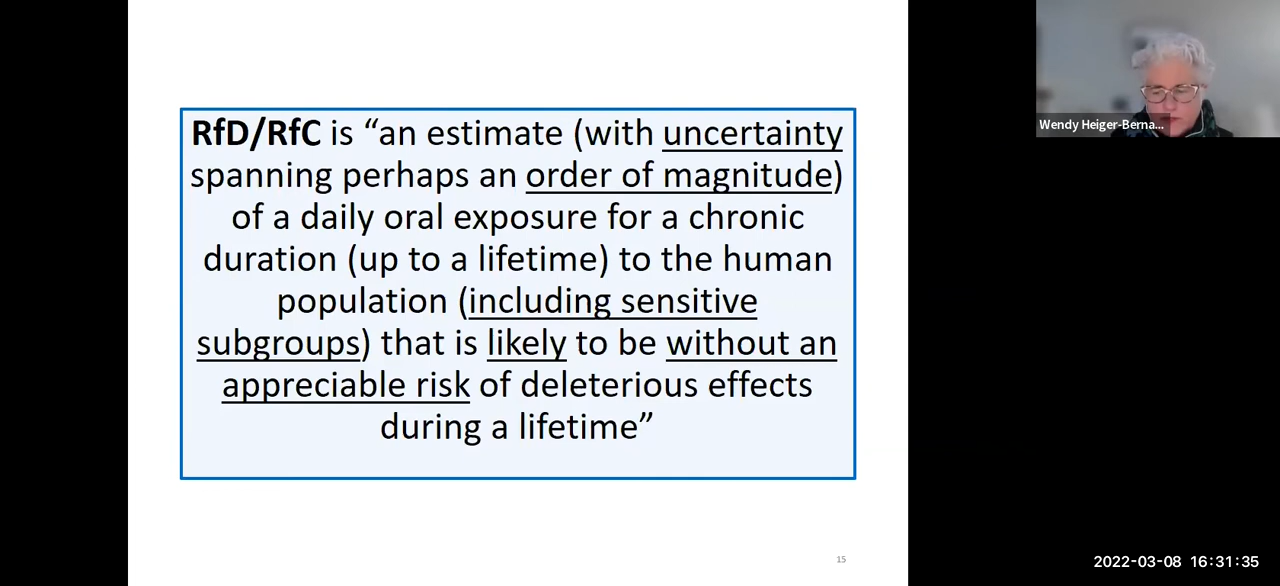 RfD/RfC is “an estimate (with uncertainty
spanning perhaps an order of magnitude)
of a daily oral exposure for a chronic
duration (up to a lifetime) to the human
population (including sensitive
subgroups) that is likely to be without an
appreciable risk of deleterious effects
during a lifetime”
15
Wendy Heiger-Berna...
2022-03-08 16:31:35